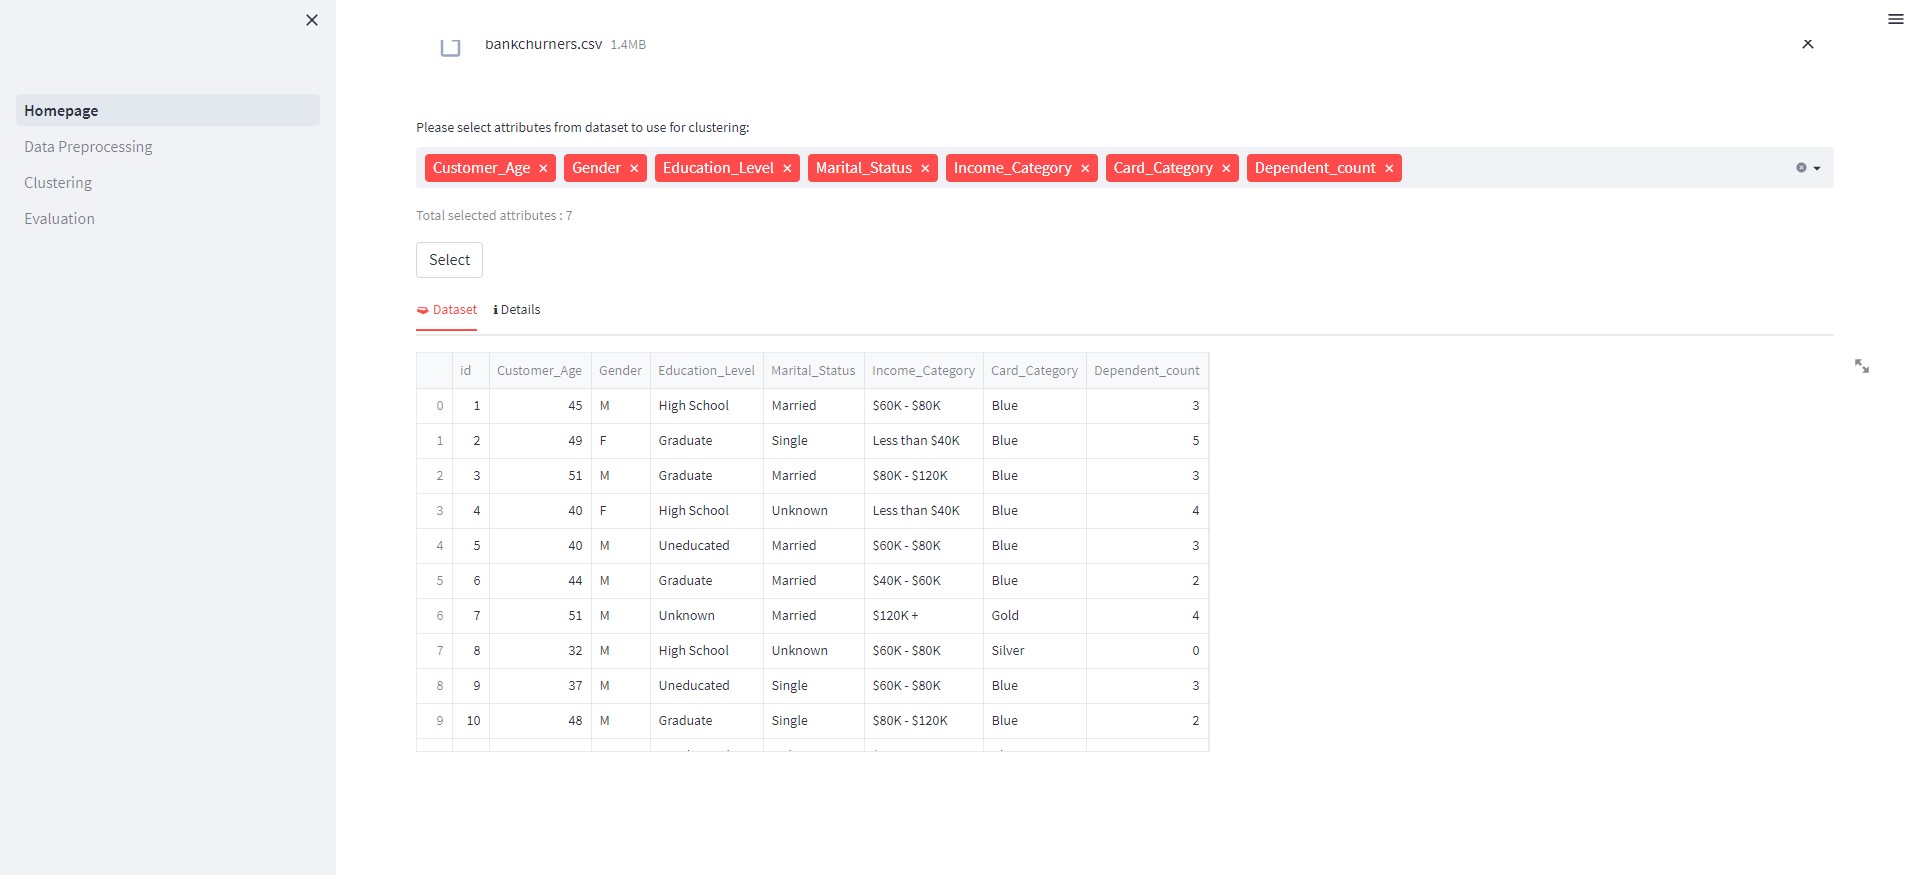 bankchurners.csv 1.4MB
Homepage
Data Preprocessing
Clustering
Evaluation
Please select attributes from dataset to use for clustering:
Customer_Age Gender Education_Level Marital_Status Income_Category Card_Category Dependent_count
Total selected attributes : 7
Select
Dataset Details
id Customer_Age Gender Education_Level Marital_Status Income_Category Card_Category Dependent_count
0 1 45 M High School Married $60K - $80K Blue 3
1 2 49 F Graduate Single Less than $40K Blue 5
2 3 51 M Graduate Married $80K - $120K Blue 3
3 4 40 F High School Unknown Less than $40K Blue 4
4 5 40 M Uneducated Married $60K - $80K Blue 3
5 6 44 M Graduate Married $40K - $60K Blue 2
6 7 51 M Unknown Married $120K + Gold 4
7 8 32 M High School Unknown $60K - $80K Silver 0
8 9 37 M Uneducated Single $60K - $80K Blue 3
9 10 48 M Graduate Single $80K - $120K Blue 2